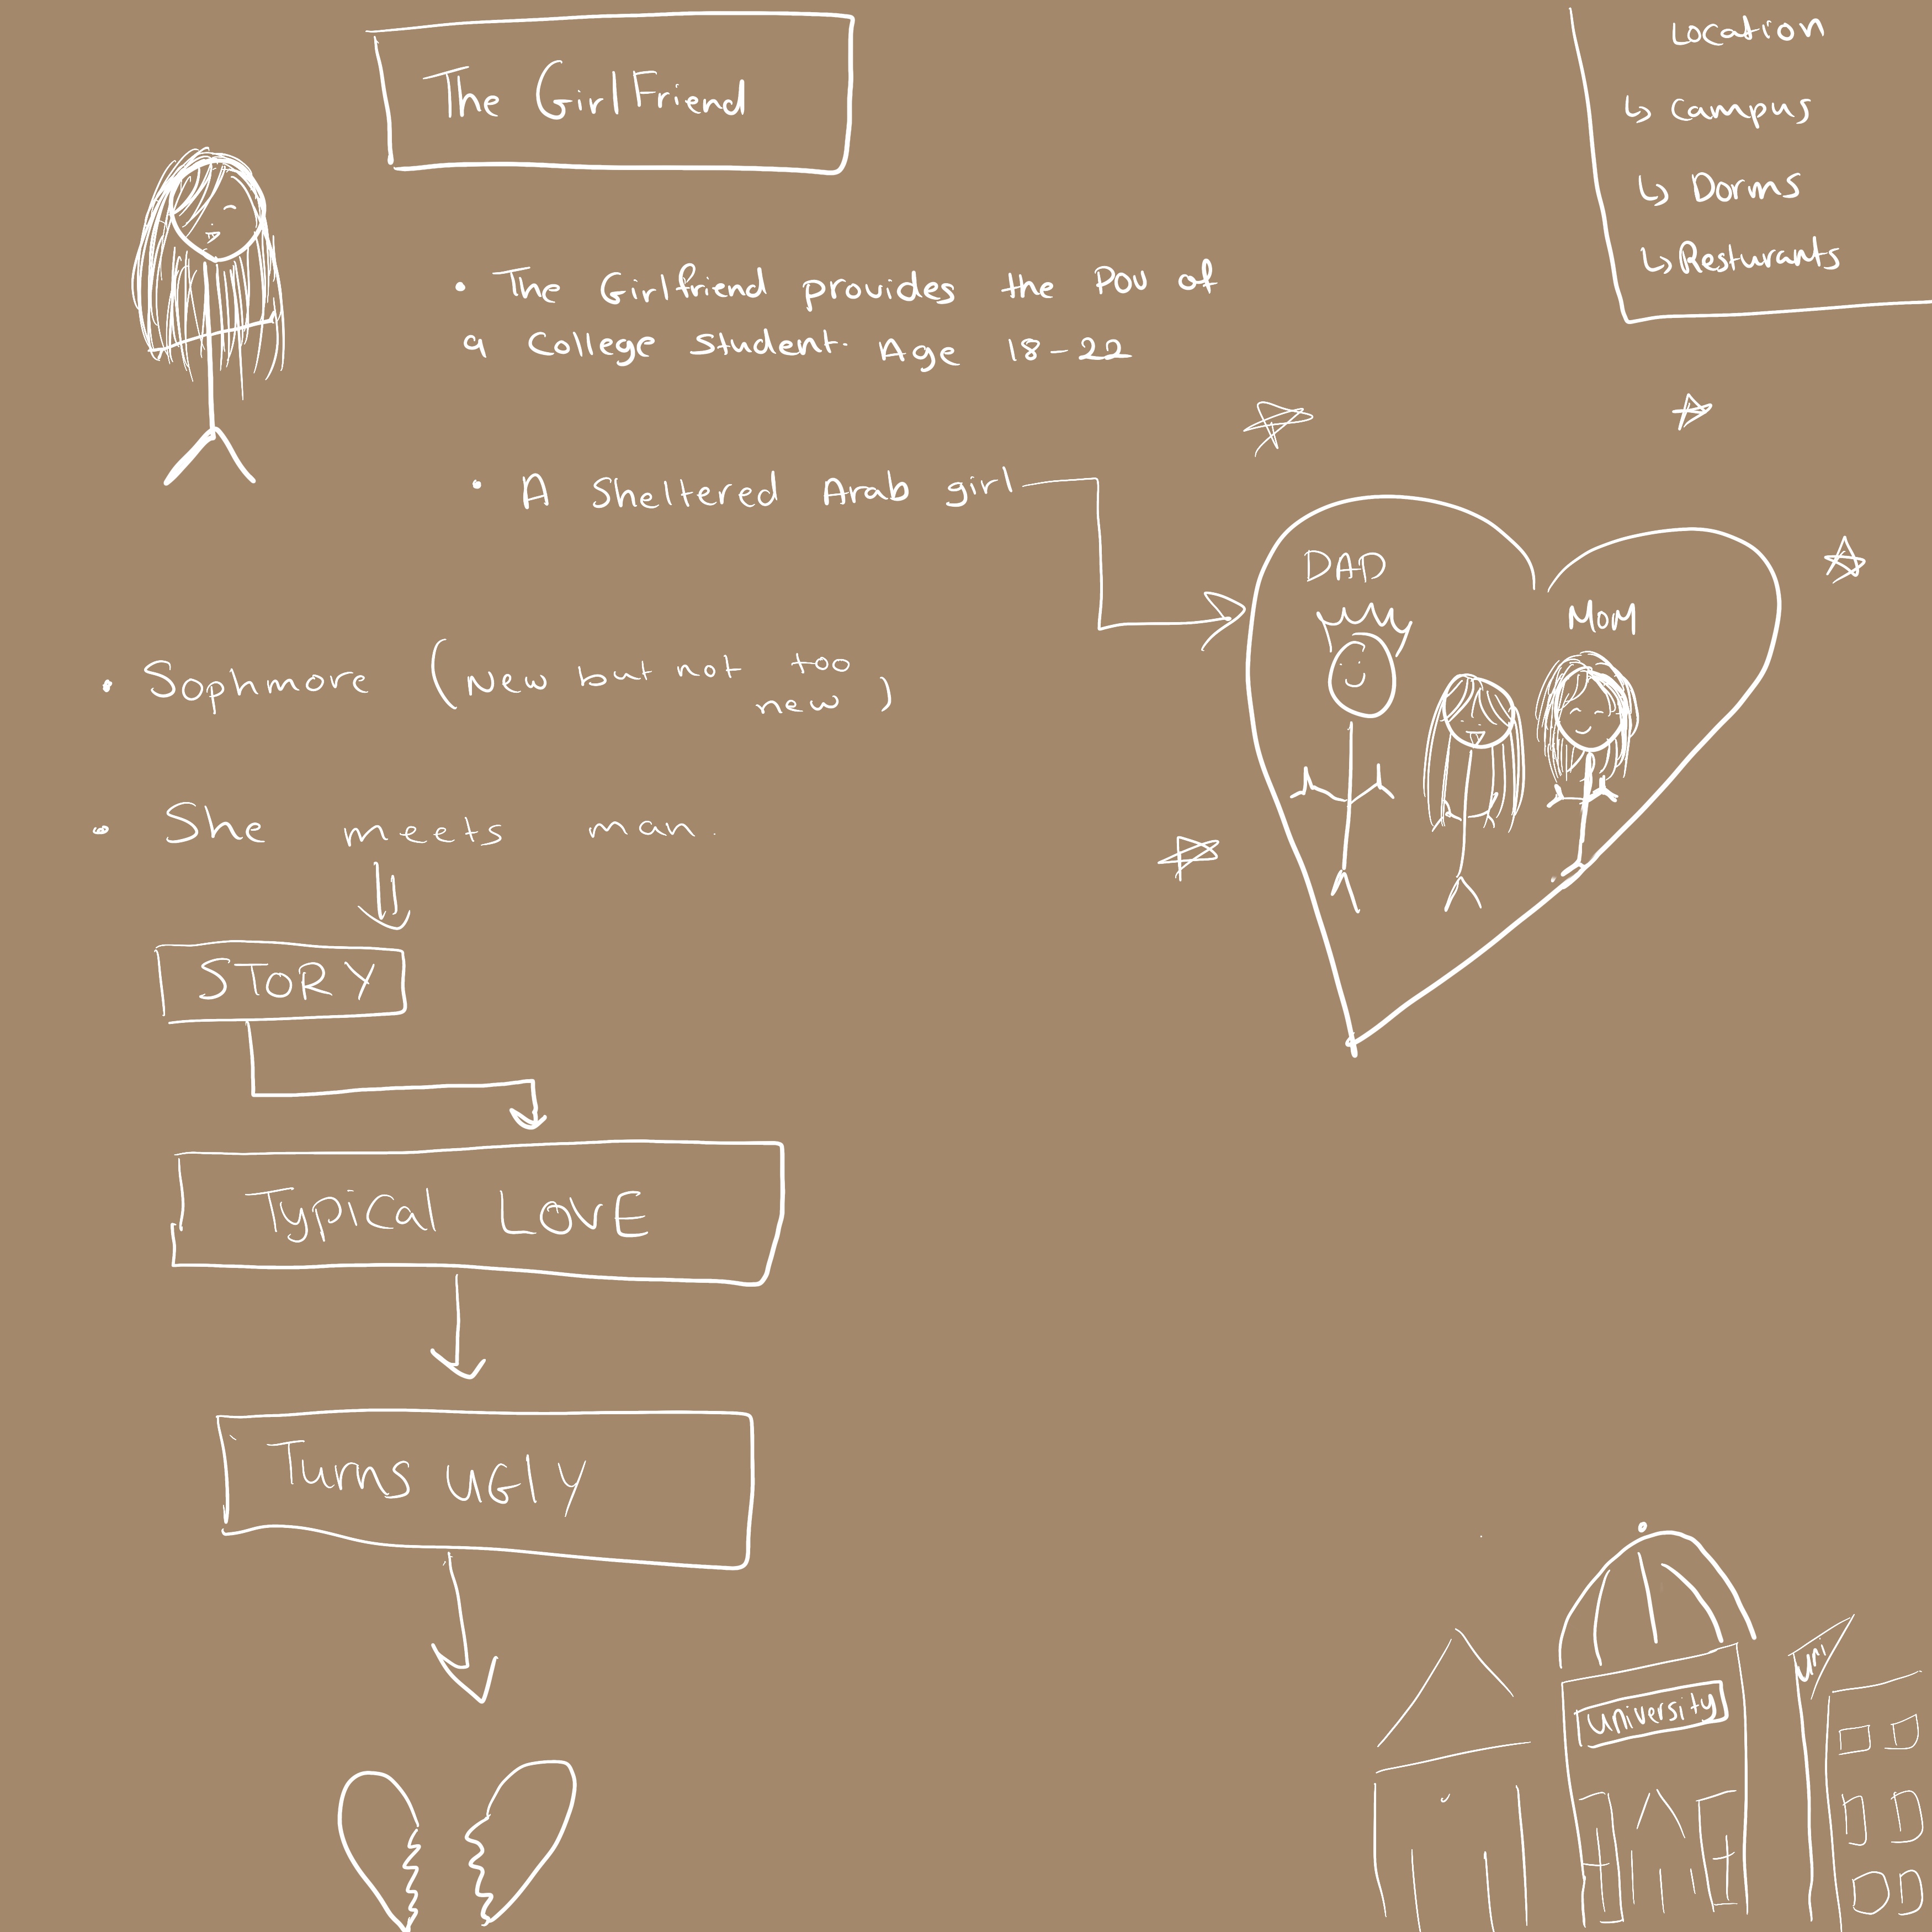 The GirlFriend
Location
↳ Campus
↳ Dorms
↳ Resturants
• The Girlfriend provides the Pov of
a College student. Age 18-22
• A Sheltered Arab girl
DAD
MOM
• Sophmore (New but not too
new)
• She meets man.
STORY
Typical LOVE
Turns UGly
University
Uni